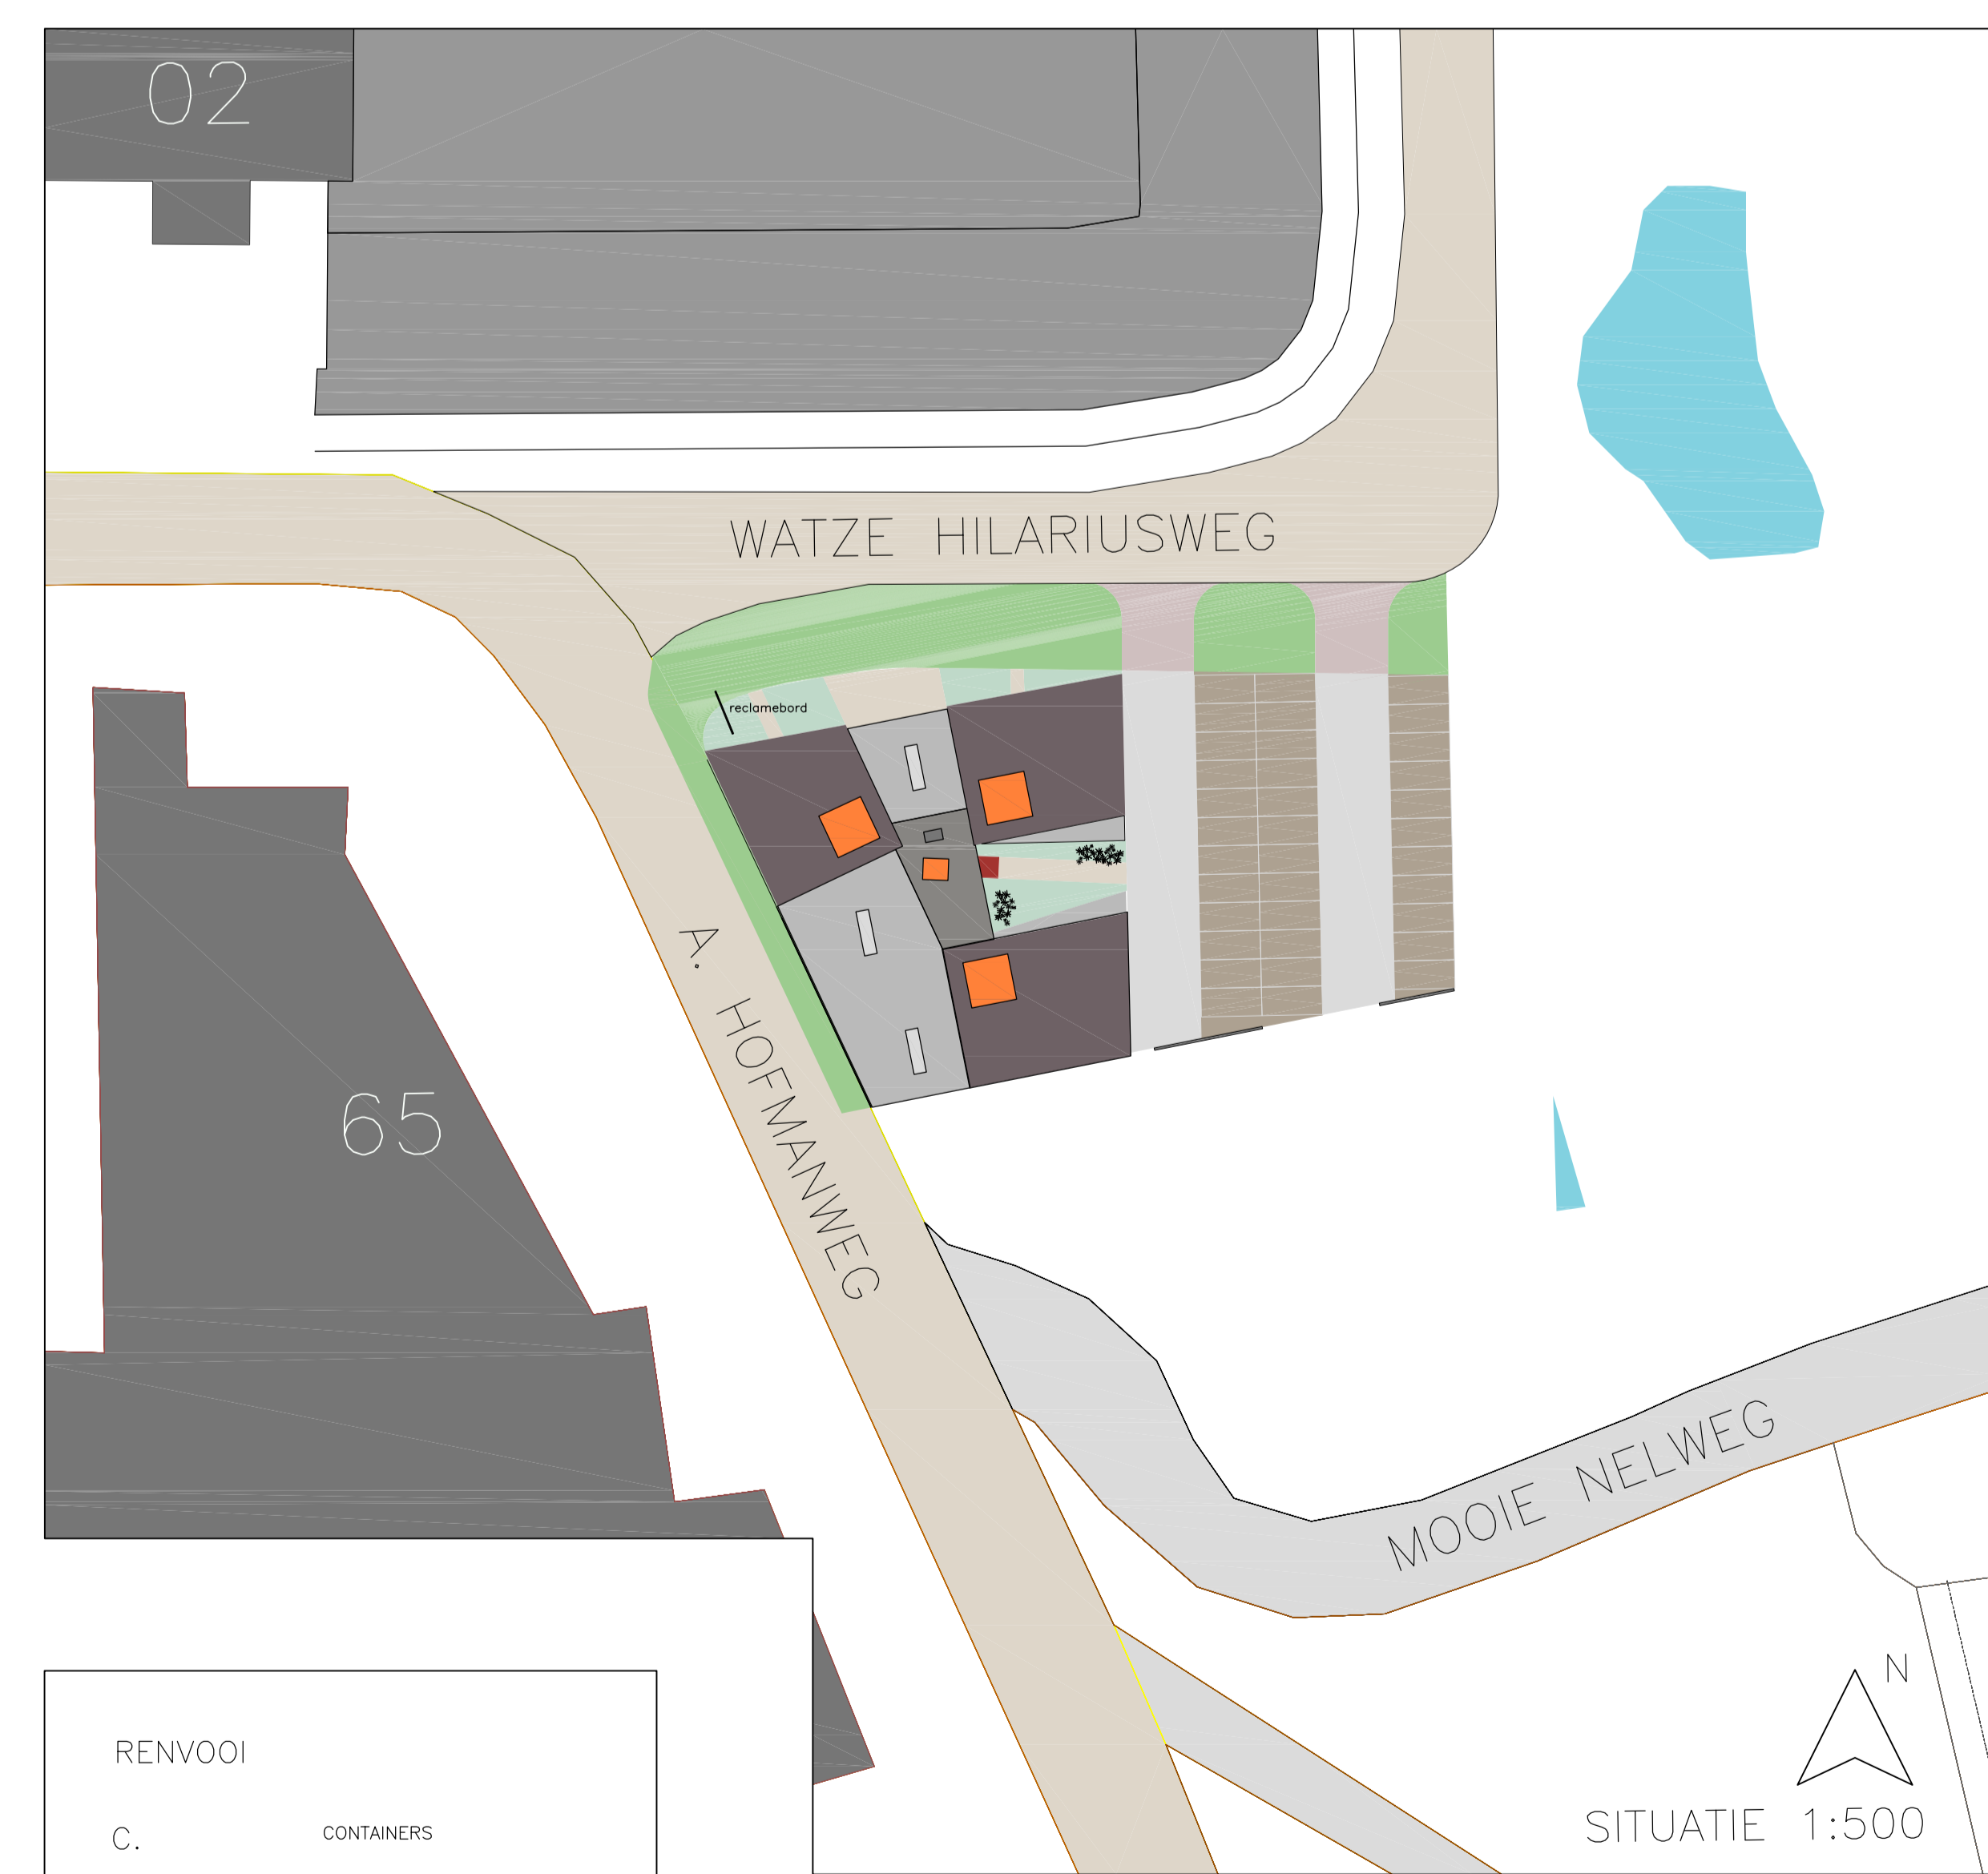 02
WATZE HILARIUSWEG
reclamebord
A. HOFMANWEG
65
MOOIE NELWEG
N
RENVOOI
SITUATIE 1:500
C. CONTAINERS